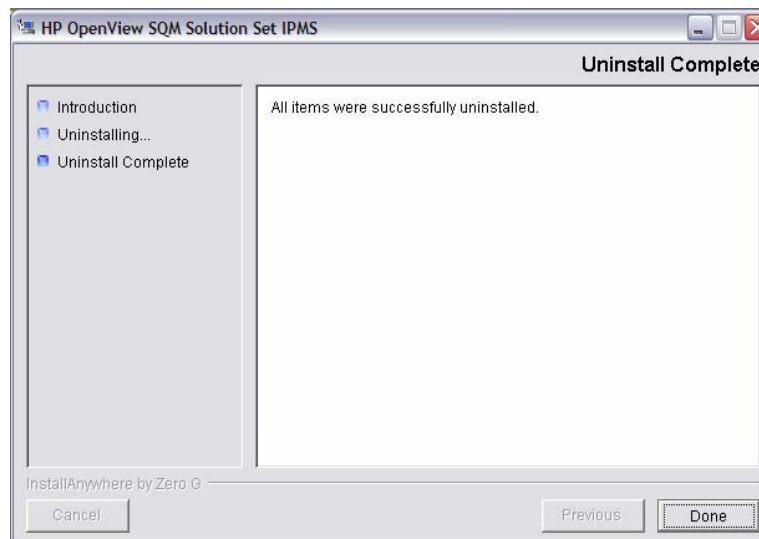 HP OpenView SQM Solution Set IPMS
Uninstall Complete
Introduction
Uninstalling...
Uninstall Complete
All items were successfully uninstalled.
InstallAnywhere by Zero G
Cancel
Previous
Done